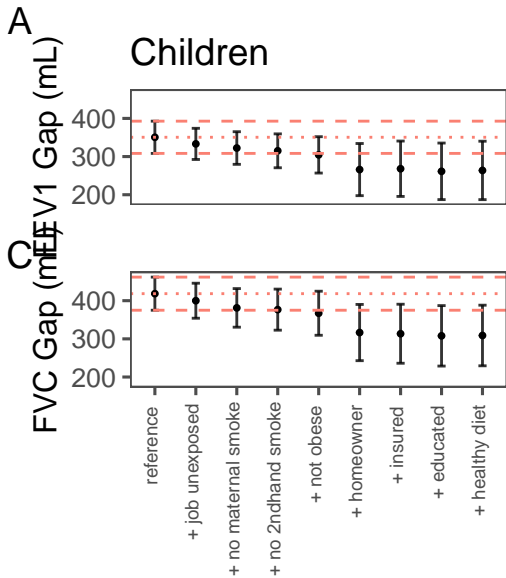 A
Children
FEV1 Gap (mL)
400
300
200
C
FVC Gap (mL)
400
300
200
reference
+ job unexposed
+ no maternal smoke
+ no 2ndhand smoke
+ not obese
+ homeowner
+ insured
+ educated
+ healthy diet